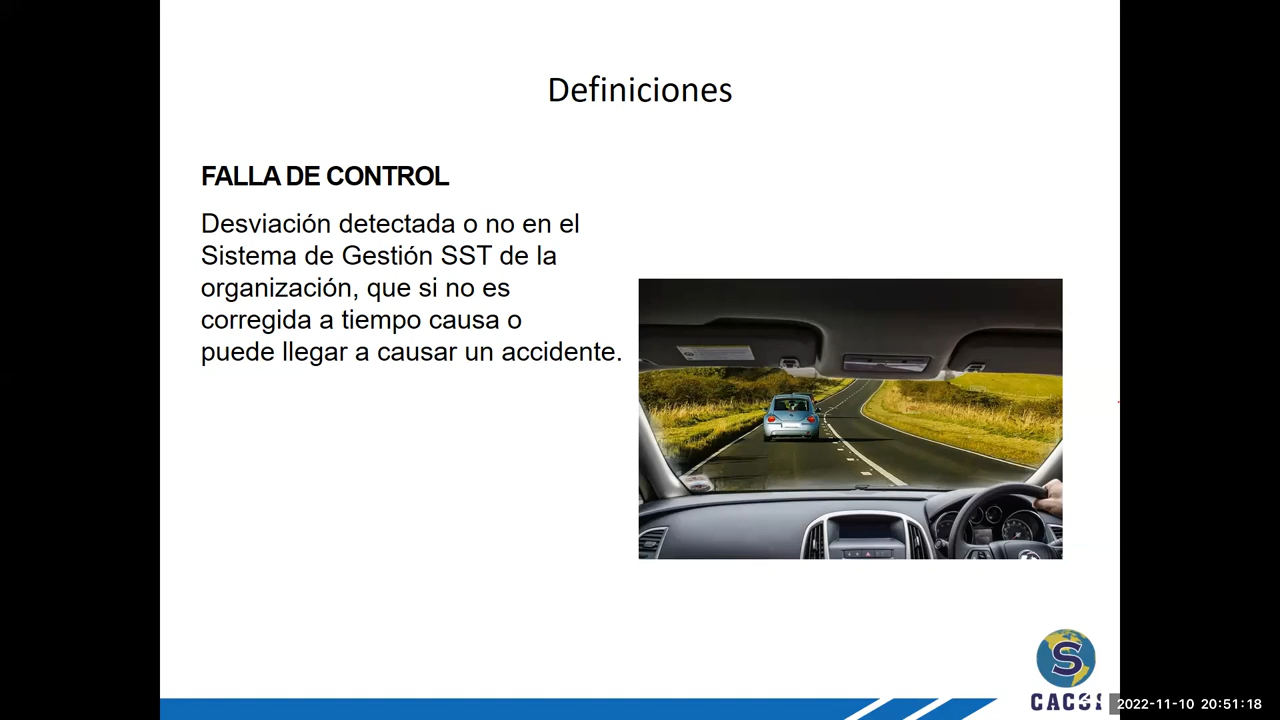 Definiciones
FALLA DE CONTROL
Desviación detectada o no en el
Sistema de Gestión SST de la
organización, que si no es
corregida a tiempo causa o
puede llegar a causar un accidente.
S
2022-11-10 20:51:18